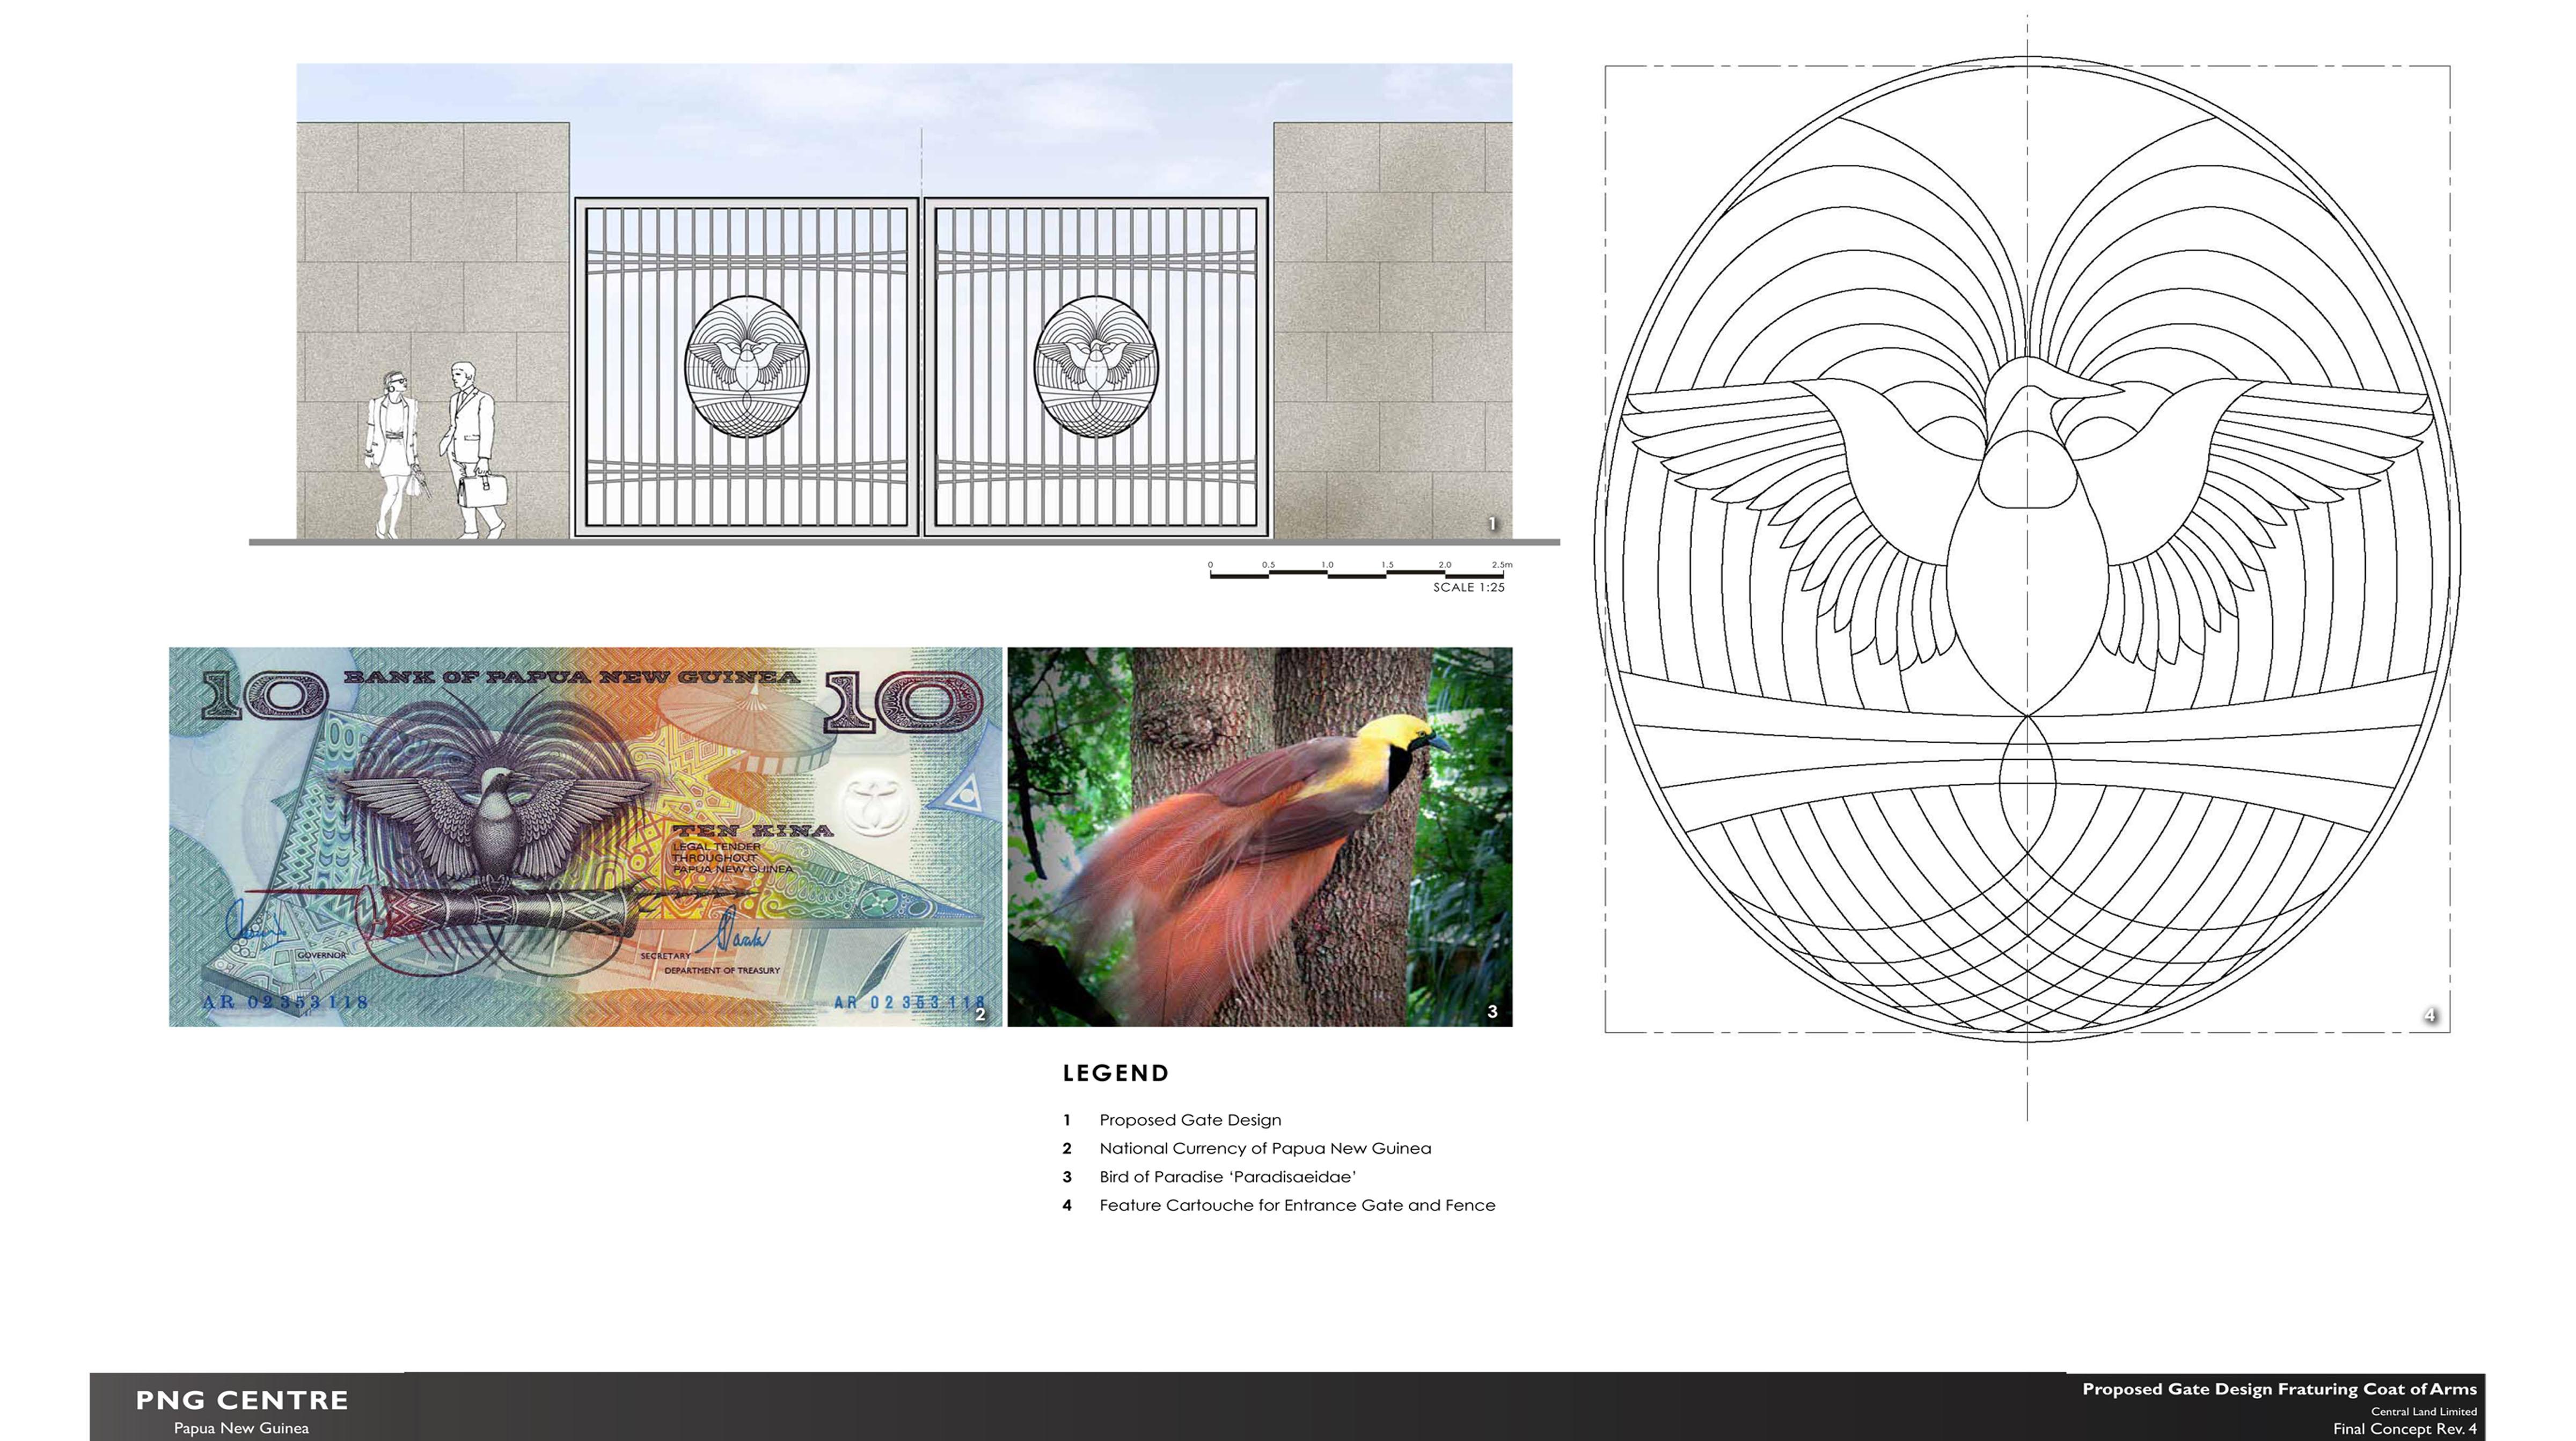 1
0 0.5 1.0 1.5 2.0 2.5m
SCALE 1:25
10 BANK OF PAPUA NEW GUINEA 10
TEN KINA
LEGAL TENDER
THROUGHOUT
PAPUA NEW GUINEA
GOVERNOR
SECRETARY
DEPARTMENT OF TREASURY
AR 02353118
AR 02353118
2
3
4
LEGEND
1 Proposed Gate Design
2 National Currency of Papua New Guinea
3 Bird of Paradise ‘Paradisaeidae’
4 Feature Cartouche for Entrance Gate and Fence
PNG CENTRE
Papua New Guinea
Proposed Gate Design Fraturing Coat of Arms
Central Land Limited
Final Concept Rev. 4